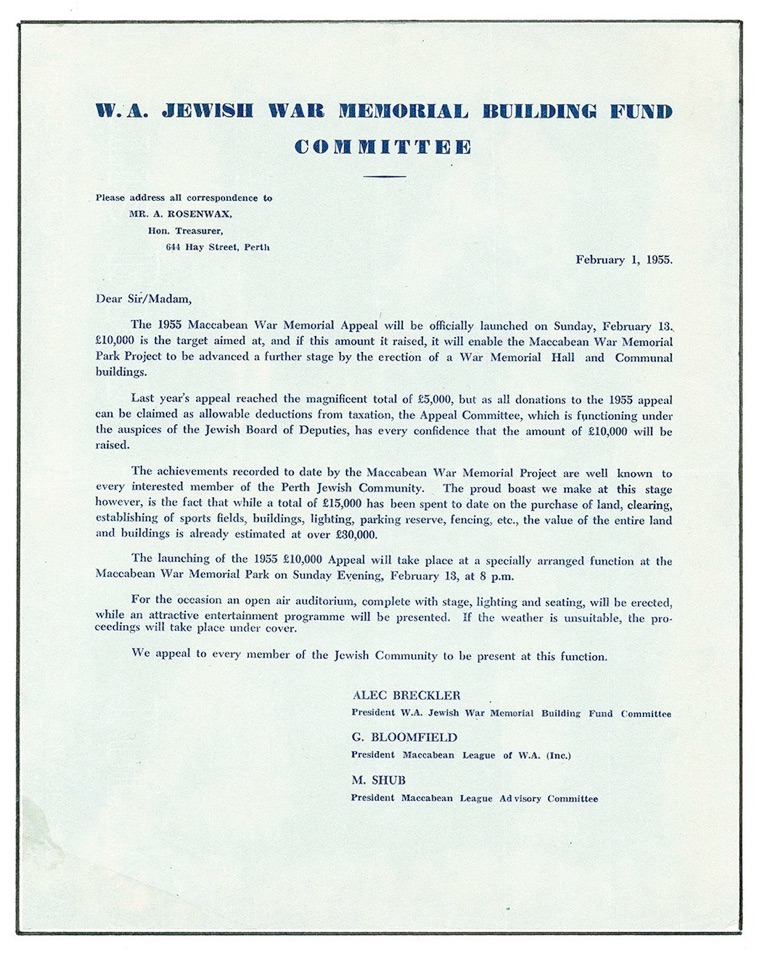 W. A. JEWISH WAR MEMORIAL BUILDING FUND
COMMITTEE
Please address all correspondence to
MR. A. ROSENWAX,
Hon. Treasurer,
644 Hay Street, Perth
February 1, 1955.
Dear Sir/Madam,
The 1955 Maccabean War Memorial Appeal will be officially launched on Sunday, February 13.
£10,000 is the target aimed at, and if this amount it raised, it will enable the Maccabean War Memorial
Park Project to be advanced a further stage by the erection of a War Memorial Hall and Communal
buildings.
Last year's appeal reached the magnificent total of £5,000, but as all donations to the 1955 appeal
can be claimed as allowable deductions from taxation, the Appeal Committee, which is functioning under
the auspices of the Jewish Board of Deputies, has every confidence that the amount of £10,000 will be
raised.
The achievements recorded to date by the Maccabean War Memorial Project are well known to
every interested member of the Perth Jewish Community. The proud boast we make at this stage
however, is the fact that while a total of £15,000 has been spent to date on the purchase of land, clearing,
establishing of sports fields, buildings, lighting, parking reserve, fencing, etc., the value of the entire land
and buildings is already estimated at over £30,000.
The launching of the 1955 £10,000 Appeal will take place at a specially arranged function at the
Maccabean War Memorial Park on Sunday Evening, February 13, at 8 p.m.
For the occasion an open air auditorium, complete with stage, lighting and seating, will be erected,
while an attractive entertainment programme will be presented. If the weather is unsuitable, the pro-
ceedings will take place under cover.
We appeal to every member of the Jewish Community to be present at this function.
ALEC BRECKLER
President W.A. Jewish War Memorial Building Fund Committee
G. BLOOMFIELD
President Maccabean League of W.A. (Inc.)
M. SHUB
President Maccabean League Advisory Committee